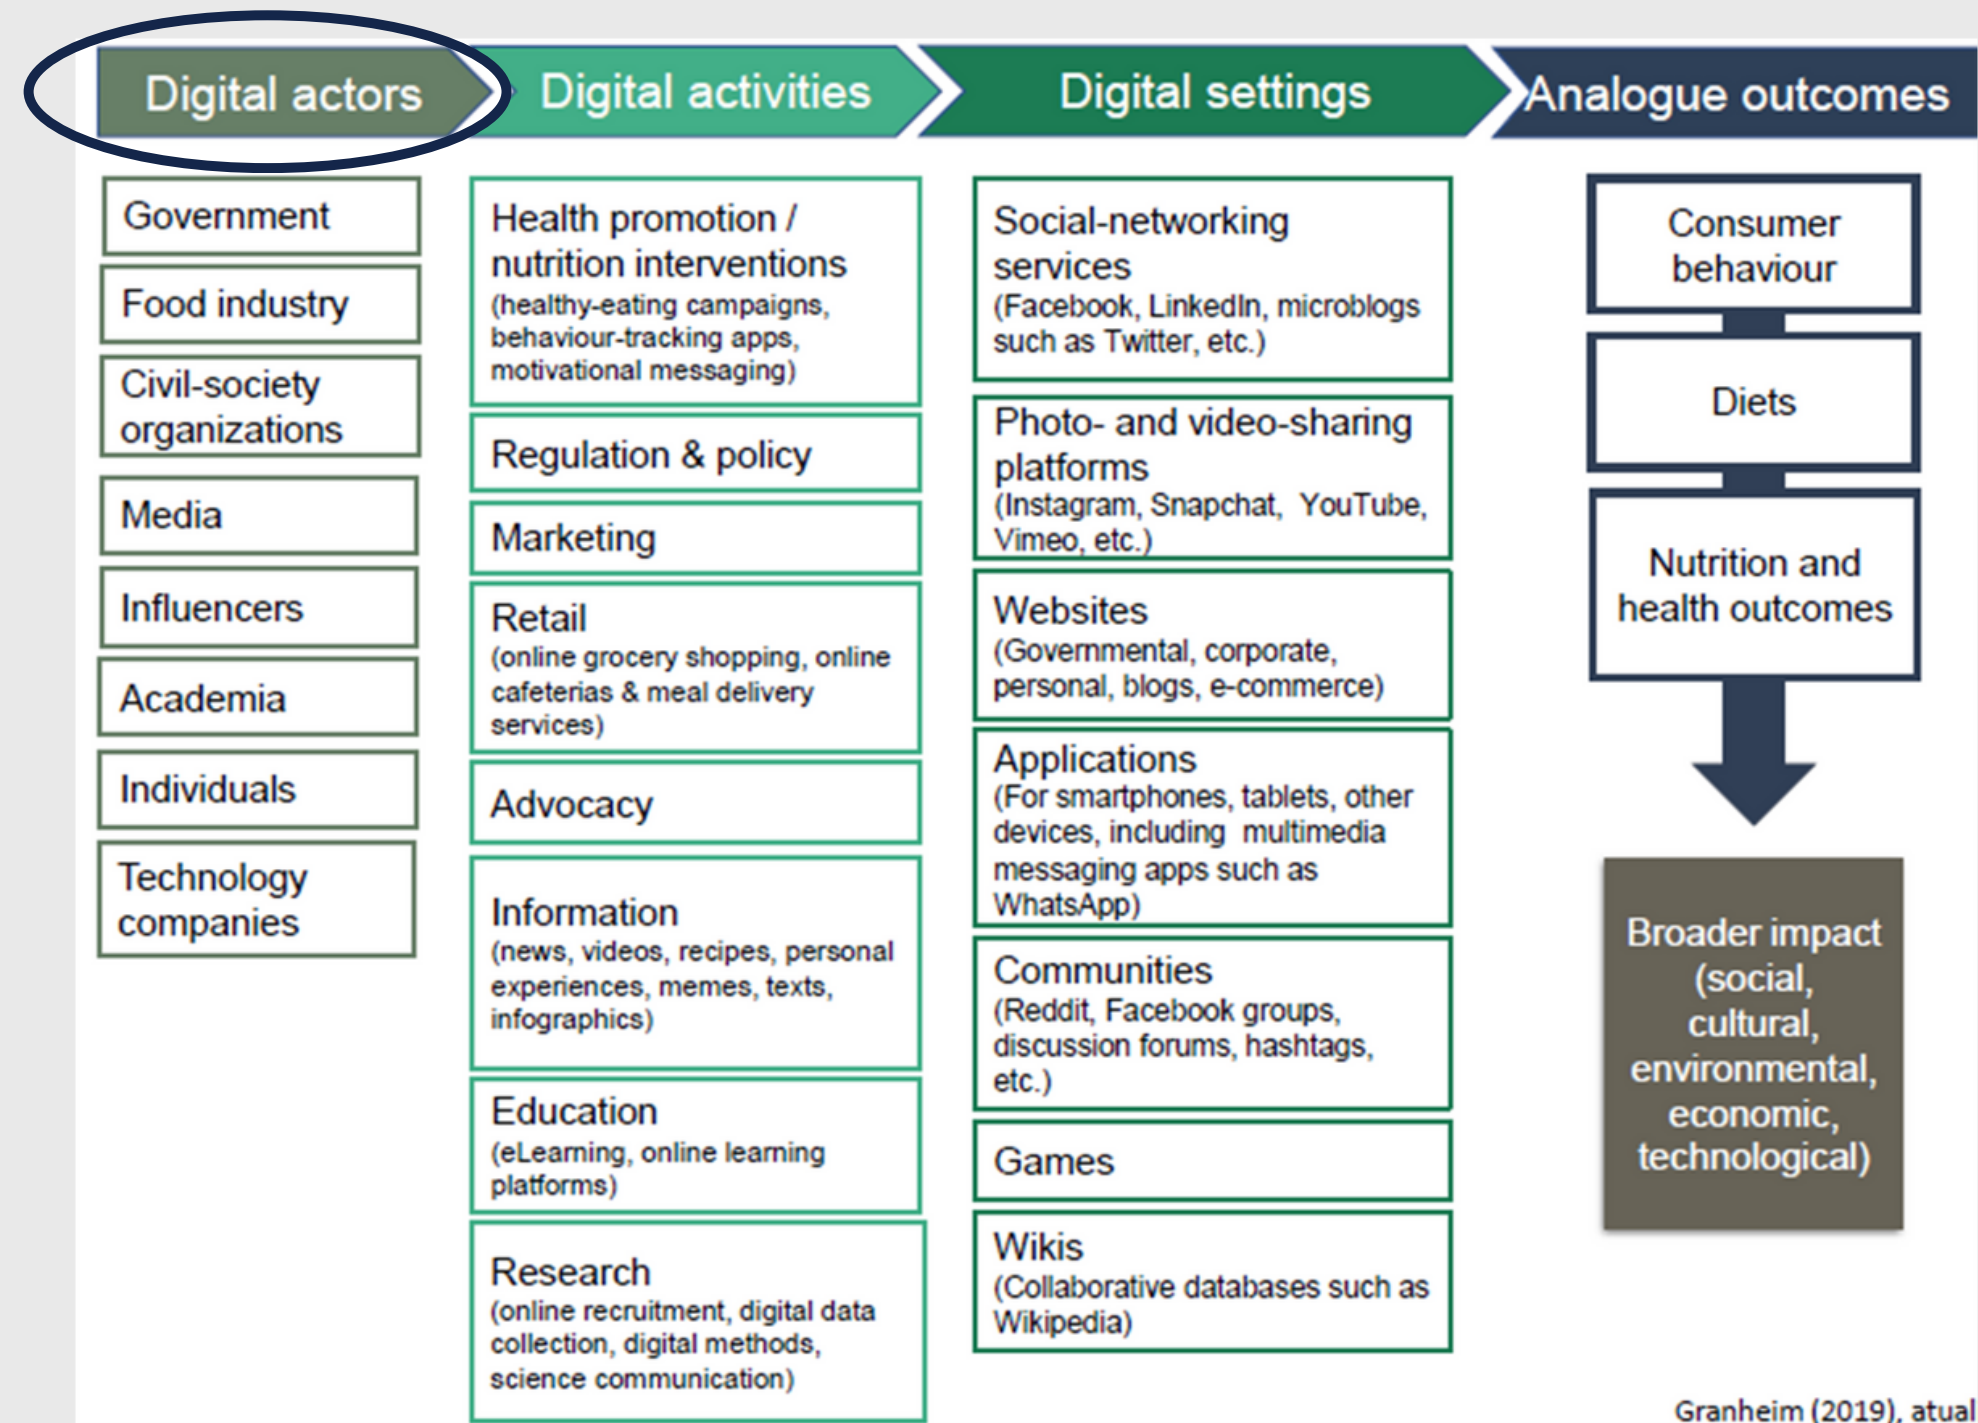 Digital actors
Digital activities
Digital settings
Analogue outcomes
Government
Food industry
Civil-society
organizations
Media
Influencers
Academia
Individuals
Technology
companies
Health promotion /
nutrition interventions
(healthy-eating campaigns,
behaviour-tracking apps,
motivational messaging)
Regulation & policy
Marketing
Retail
(online grocery shopping, online
cafeterias & meal delivery
services)
Advocacy
Information
(news, videos, recipes, personal
experiences, memes, texts,
infographics)
Education
(eLearning, online learning
platforms)
Research
(online recruitment, digital data
collection, digital methods,
science communication)
Social-networking
services
(Facebook, LinkedIn, microblogs
such as Twitter, etc.)
Photo- and video-sharing
platforms
(Instagram, Snapchat, YouTube,
Vimeo, etc.)
Websites
(Governmental, corporate,
personal, blogs, e-commerce)
Applications
(For smartphones, tablets, other
devices, including multimedia
messaging apps such as
WhatsApp)
Communities
(Reddit, Facebook groups,
discussion forums, hashtags,
etc.)
Games
Wikis
(Collaborative databases such as
Wikipedia)
Consumer
behaviour
Diets
Nutrition and
health outcomes
Broader impact
(social,
cultural,
environmental,
economic,
technological)
Granheim (2019), atual